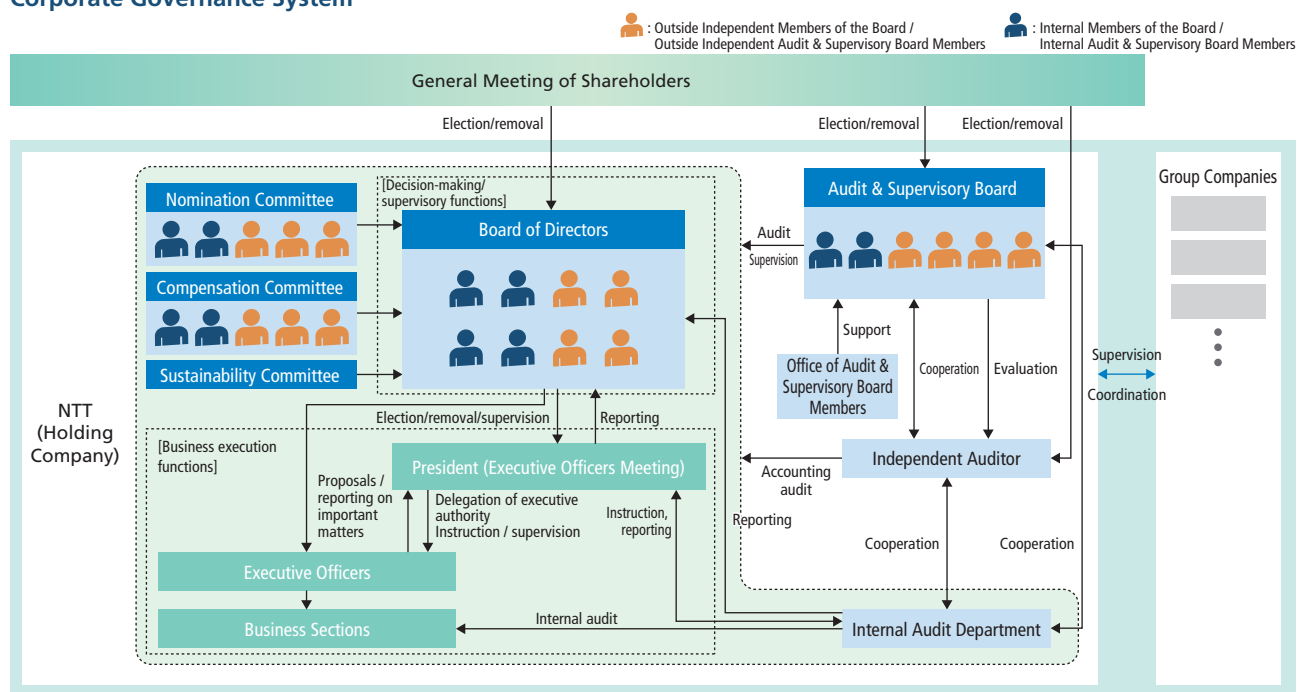 Corporate Governance System
: Outside Independent Members of the Board /
Outside Independent Audit & Supervisory Board Members
: Internal Members of the Board /
Internal Audit & Supervisory Board Members
General Meeting of Shareholders
Election/removal
Election/removal
Election/removal
Nomination Committee
[Decision-making/
supervisory functions]
Board of Directors
Compensation Committee
Sustainability Committee
Audit & Supervisory Board
Audit
Supervision
Support
Office of Audit &
Supervisory Board
Members
Cooperation
Evaluation
Group Companies
Supervision
Coordination
NTT
(Holding
Company)
Election/removal/supervision
Reporting
[Business execution
functions]
President (Executive Officers Meeting)
Proposals /
reporting on
important
matters
Delegation of executive
authority
Instruction / supervision
Instruction,
reporting
Reporting
Accounting
audit
Independent Auditor
Cooperation
Cooperation
Executive Officers
Business Sections
Internal audit
Internal Audit Department